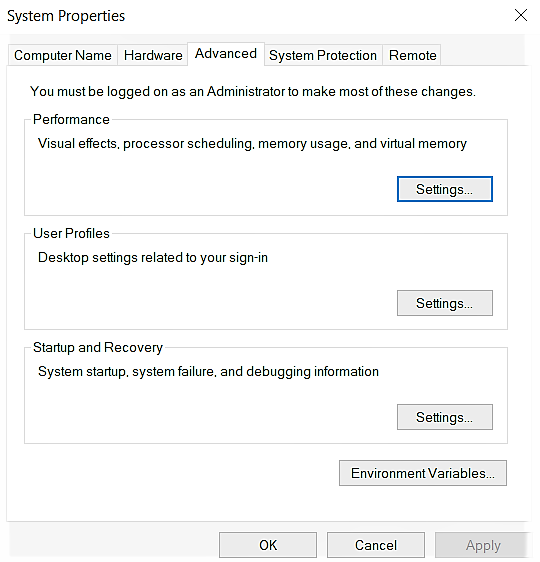 System Properties
Computer Name Hardware Advanced System Protection Remote
You must be logged on as an Administrator to make most of these changes.
Performance
Visual effects, processor scheduling, memory usage, and virtual memory
Settings...
User Profiles
Desktop settings related to your sign-in
Settings...
Startup and Recovery
System startup, system failure, and debugging information
Settings...
Environment Variables...
OK Cancel Apply